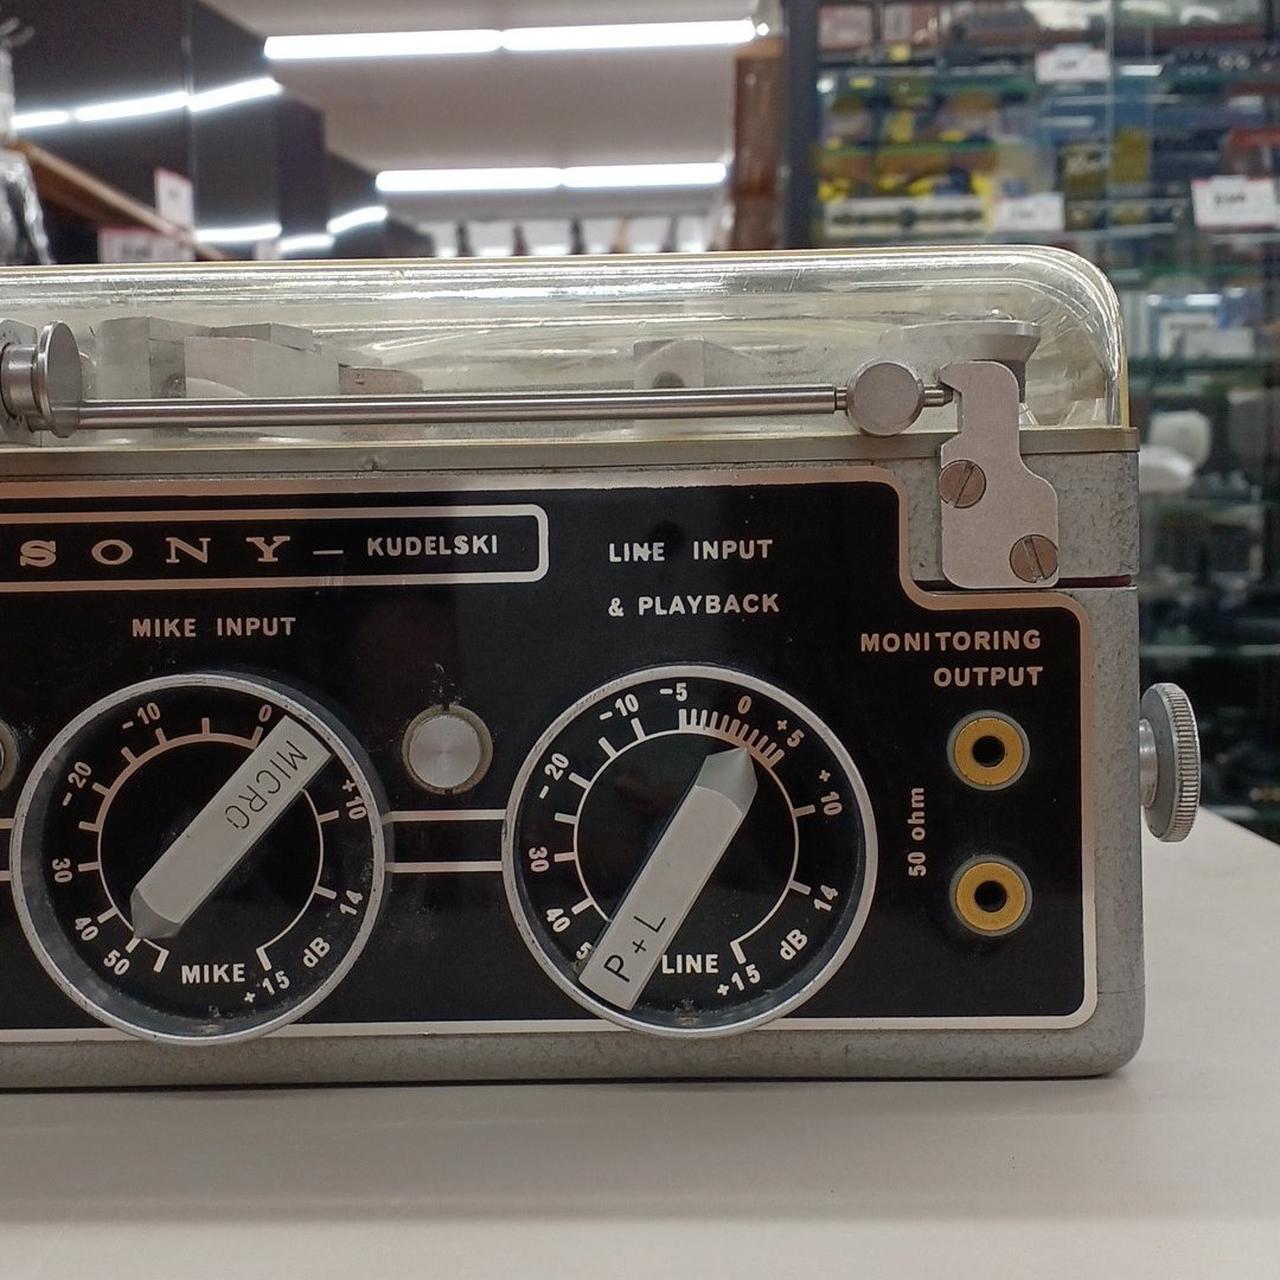 SONY — KUDELSKI
LINE INPUT
& PLAYBACK
MIKE INPUT
MONITORING
OUTPUT
50 ohm
-10
0
-20
+10
30
14
40
50
MIKE
+15
dB
MICRO
-5
0
-10
+5
-20
+10
30
14
40
5
LINE
+15
dB
P+L